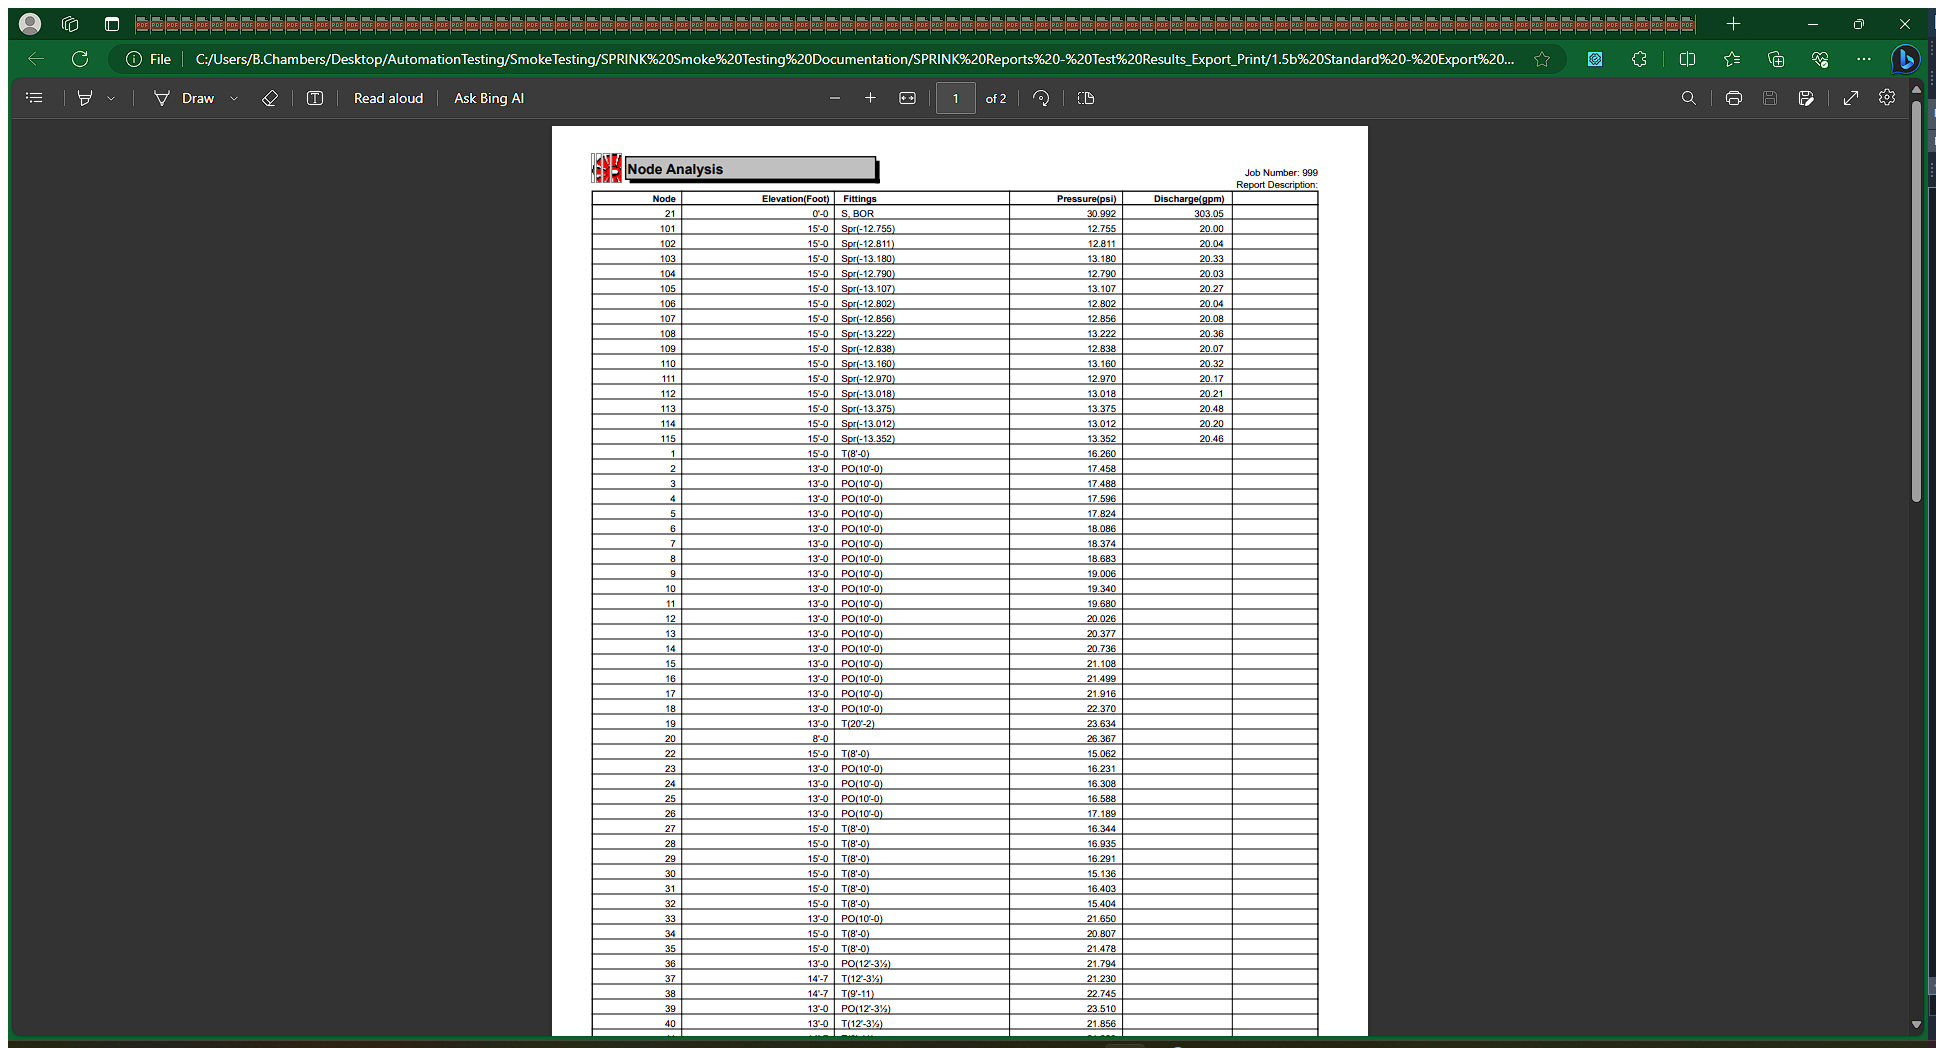 File C:/Users/B.Chambers/Desktop/AutomationTesting/SmokeTesting/SPRINK%20Smoke%20Testing%20Documentation/SPRINK%20Reports%20-%20Test%20Results_Export_Print/1.5b%20Standard%20-%20Export%20...
Draw Read aloud Ask Bing AI 1 of 2
Node Analysis
Job Number: 999
Report Description:
Node Elevation(Foot) Fittings Pressure(psi) Discharge(gpm)
21 0'-0 S, BOR 30.992 303.05
101 15'-0 Spr(-12.755) 12.755 20.00
102 15'-0 Spr(-12.811) 12.811 20.04
103 15'-0 Spr(-13.180) 13.180 20.33
104 15'-0 Spr(-12.790) 12.790 20.03
105 15'-0 Spr(-13.107) 13.107 20.27
106 15'-0 Spr(-12.802) 12.802 20.04
107 15'-0 Spr(-12.856) 12.856 20.08
108 15'-0 Spr(-13.222) 13.222 20.36
109 15'-0 Spr(-12.838) 12.838 20.07
110 15'-0 Spr(-13.160) 13.160 20.32
111 15'-0 Spr(-12.970) 12.970 20.17
112 15'-0 Spr(-13.018) 13.018 20.21
113 15'-0 Spr(-13.375) 13.375 20.48
114 15'-0 Spr(-13.012) 13.012 20.20
115 15'-0 Spr(-13.352) 13.352 20.46
1 15'-0 T(8'-0) 16.260
2 13'-0 PO(10'-0) 17.458
3 13'-0 PO(10'-0) 17.488
4 13'-0 PO(10'-0) 17.596
5 13'-0 PO(10'-0) 17.824
6 13'-0 PO(10'-0) 18.086
7 13'-0 PO(10'-0) 18.374
8 13'-0 PO(10'-0) 18.683
9 13'-0 PO(10'-0) 19.006
10 13'-0 PO(10'-0) 19.340
11 13'-0 PO(10'-0) 19.680
12 13'-0 PO(10'-0) 20.026
13 13'-0 PO(10'-0) 20.377
14 13'-0 PO(10'-0) 20.736
15 13'-0 PO(10'-0) 21.108
16 13'-0 PO(10'-0) 21.499
17 13'-0 PO(10'-0) 21.916
18 13'-0 PO(10'-0) 22.370
19 13'-0 T(20'-2) 23.634
20 8'-0 26.367
22 15'-0 T(8'-0) 15.062
23 13'-0 PO(10'-0) 16.231
24 13'-0 PO(10'-0) 16.308
25 13'-0 PO(10'-0) 16.588
26 13'-0 PO(10'-0) 17.189
27 15'-0 T(8'-0) 16.344
28 15'-0 T(8'-0) 16.935
29 15'-0 T(8'-0) 16.291
30 15'-0 T(8'-0) 15.136
31 15'-0 T(8'-0) 16.403
32 15'-0 T(8'-0) 15.404
33 13'-0 PO(10'-0) 21.650
34 15'-0 T(8'-0) 20.807
35 15'-0 T(8'-0) 21.478
36 13'-0 PO(12'-3½) 21.794
37 14'-7 T(12'-3½) 21.230
38 14'-7 T(9'-11) 22.745
39 13'-0 PO(12'-3½) 23.510
40 13'-0 T(12'-3½) 21.856